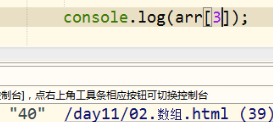 console.log(arr[3]);
控制台]，点右上角工具条相应按钮可切换控制台
"40" /day11/02.数组.html (39)